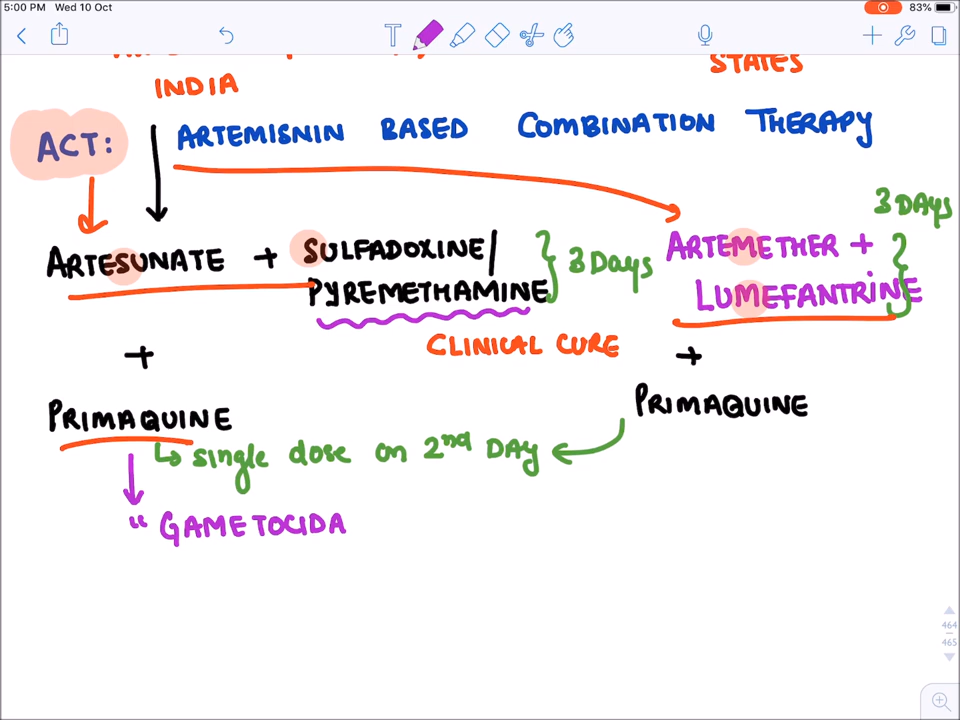 5:00 PM Wed 10 Oct
83%
T
STATES
INDIA
ACT:
ARTEMISNIN BASED COMBINATION THERAPY
3 DAYS
ARTESUNATE + SULFADOXINE/
PYREMETHAMINE
3 Days
ARTEMETHER +
LUMEFANTRINE
CLINICAL CURE
+
+
PRIMAQUINE
PRIMAQUINE
single dose on 2nd DAY
" GAMETOCIDA
464
465